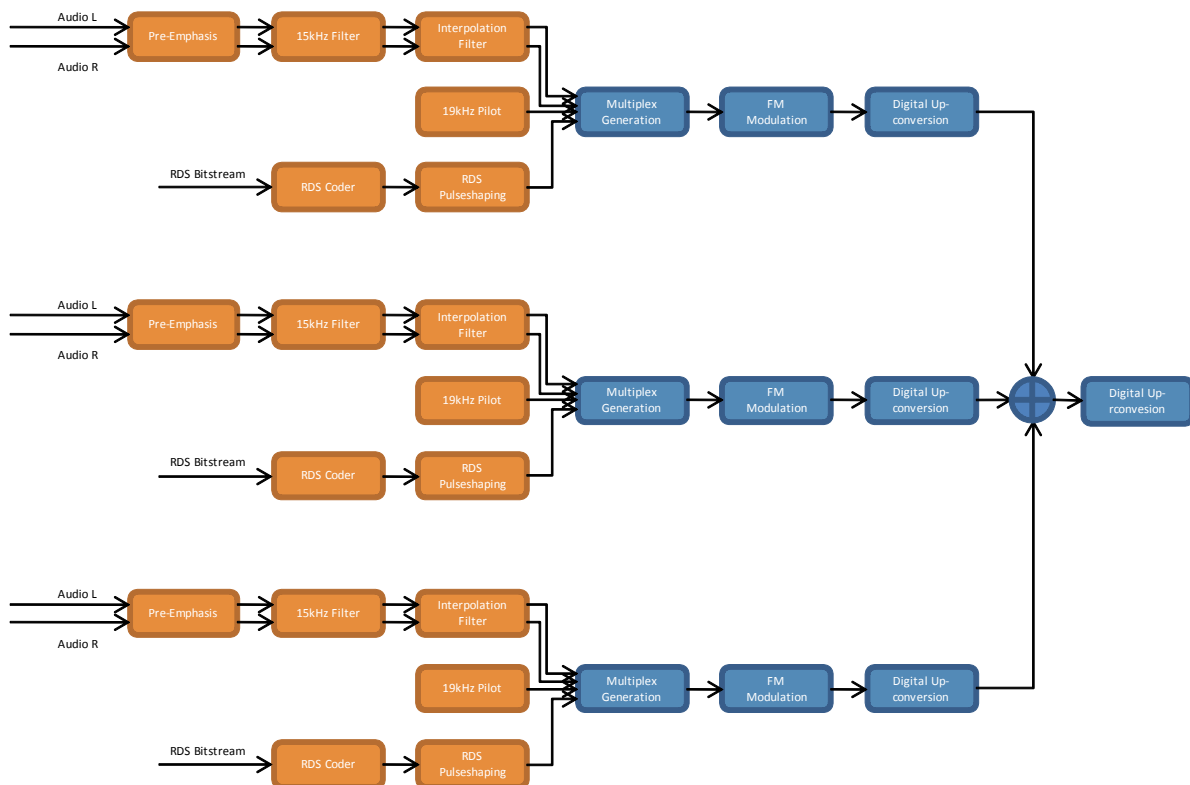 Audio L
Audio R
Pre-Emphasis
15kHz Filter
Interpolation
Filter
19kHz Pilot
RDS Bitstream
RDS Coder
RDS
Pulseshaping
Multiplex
Generation
FM
Modulation
Digital Up-
conversion
Audio L
Audio R
Pre-Emphasis
15kHz Filter
Interpolation
Filter
19kHz Pilot
RDS Bitstream
RDS Coder
RDS
Pulseshaping
Multiplex
Generation
FM
Modulation
Digital Up-
conversion
Digital Up-
rconvesion
Audio L
Audio R
Pre-Emphasis
15kHz Filter
Interpolation
Filter
19kHz Pilot
RDS Bitstream
RDS Coder
RDS
Pulseshaping
Multiplex
Generation
FM
Modulation
Digital Up-
conversion